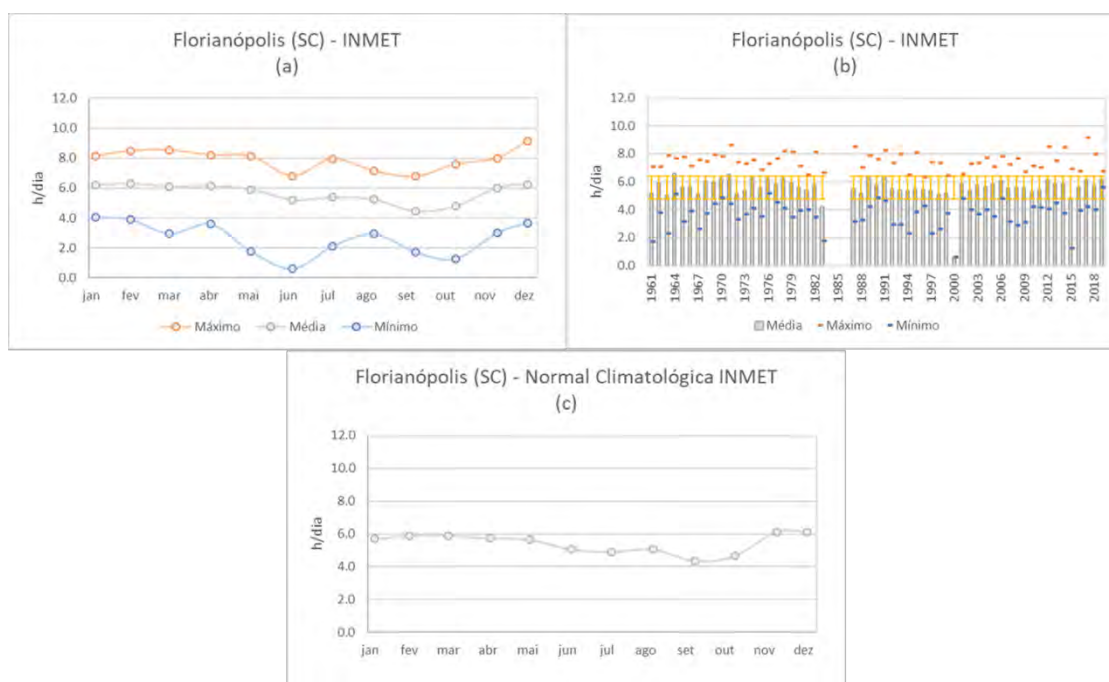 Florianópolis (SC) - INMET
(a)
12.0
10.0
8.0
6.0
4.0
2.0
0.0
h/dia
jan fev mar abr mai jun jul ago set out nov dez
Máximo Média Mínimo
Florianópolis (SC) - INMET
(b)
12.0
10.0
8.0
6.0
4.0
2.0
0.0
h/dia
1961 1964 1967 1970 1973 1976 1979 1982 1985 1988 1991 1994 1997 2000 2003 2006 2009 2012 2015 2018
Média Máximo Mínimo
Florianópolis (SC) - Normal Climatológica INMET
(c)
12.0
10.0
8.0
6.0
4.0
2.0
0.0
h/dia
jan fev mar abr mai jun jul ago set out nov dez